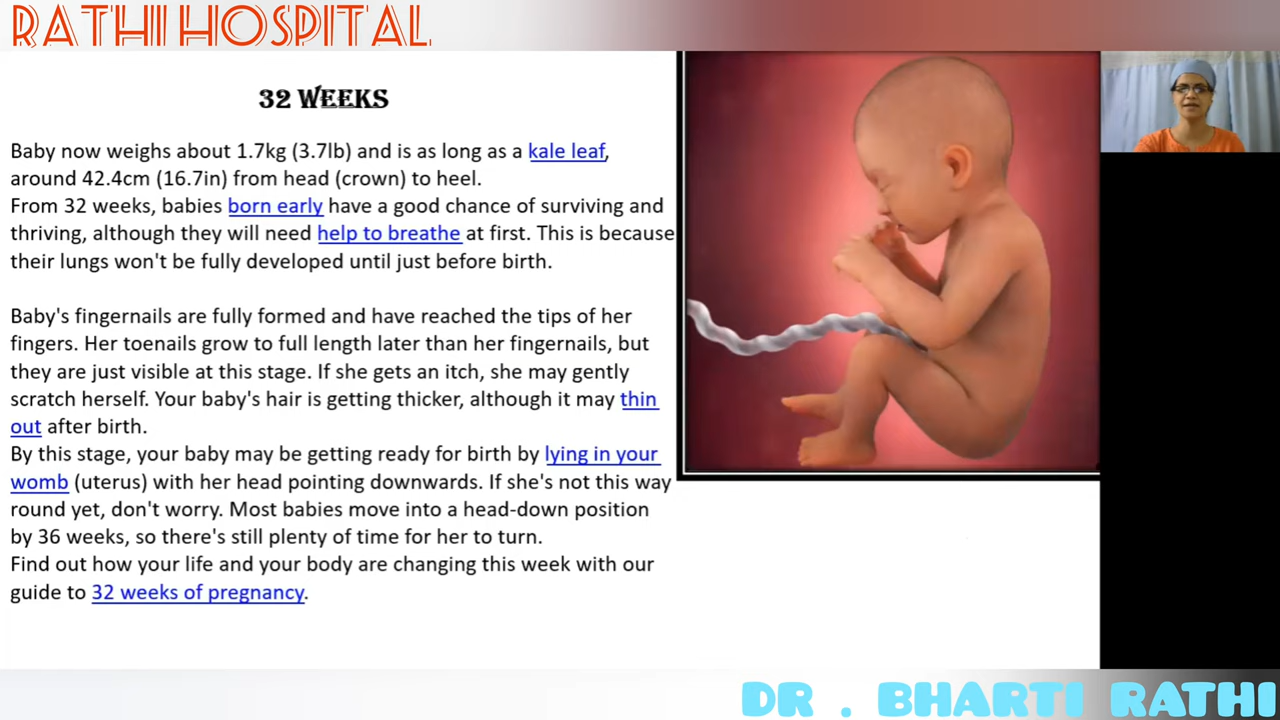 RATHI HOSPITAL
32 WEEKS
Baby now weighs about 1.7kg (3.7lb) and is as long as a kale leaf,
around 42.4cm (16.7in) from head (crown) to heel.
From 32 weeks, babies born early have a good chance of surviving and
thriving, although they will need help to breathe at first. This is because
their lungs won't be fully developed until just before birth.
Baby's fingernails are fully formed and have reached the tips of her
fingers. Her toenails grow to full length later than her fingernails, but
they are just visible at this stage. If she gets an itch, she may gently
scratch herself. Your baby's hair is getting thicker, although it may thin
out after birth.
By this stage, your baby may be getting ready for birth by lying in your
womb (uterus) with her head pointing downwards. If she's not this way
round yet, don't worry. Most babies move into a head-down position
by 36 weeks, so there's still plenty of time for her to turn.
Find out how your life and your body are changing this week with our
guide to 32 weeks of pregnancy.
DR . BHARTI RATHI